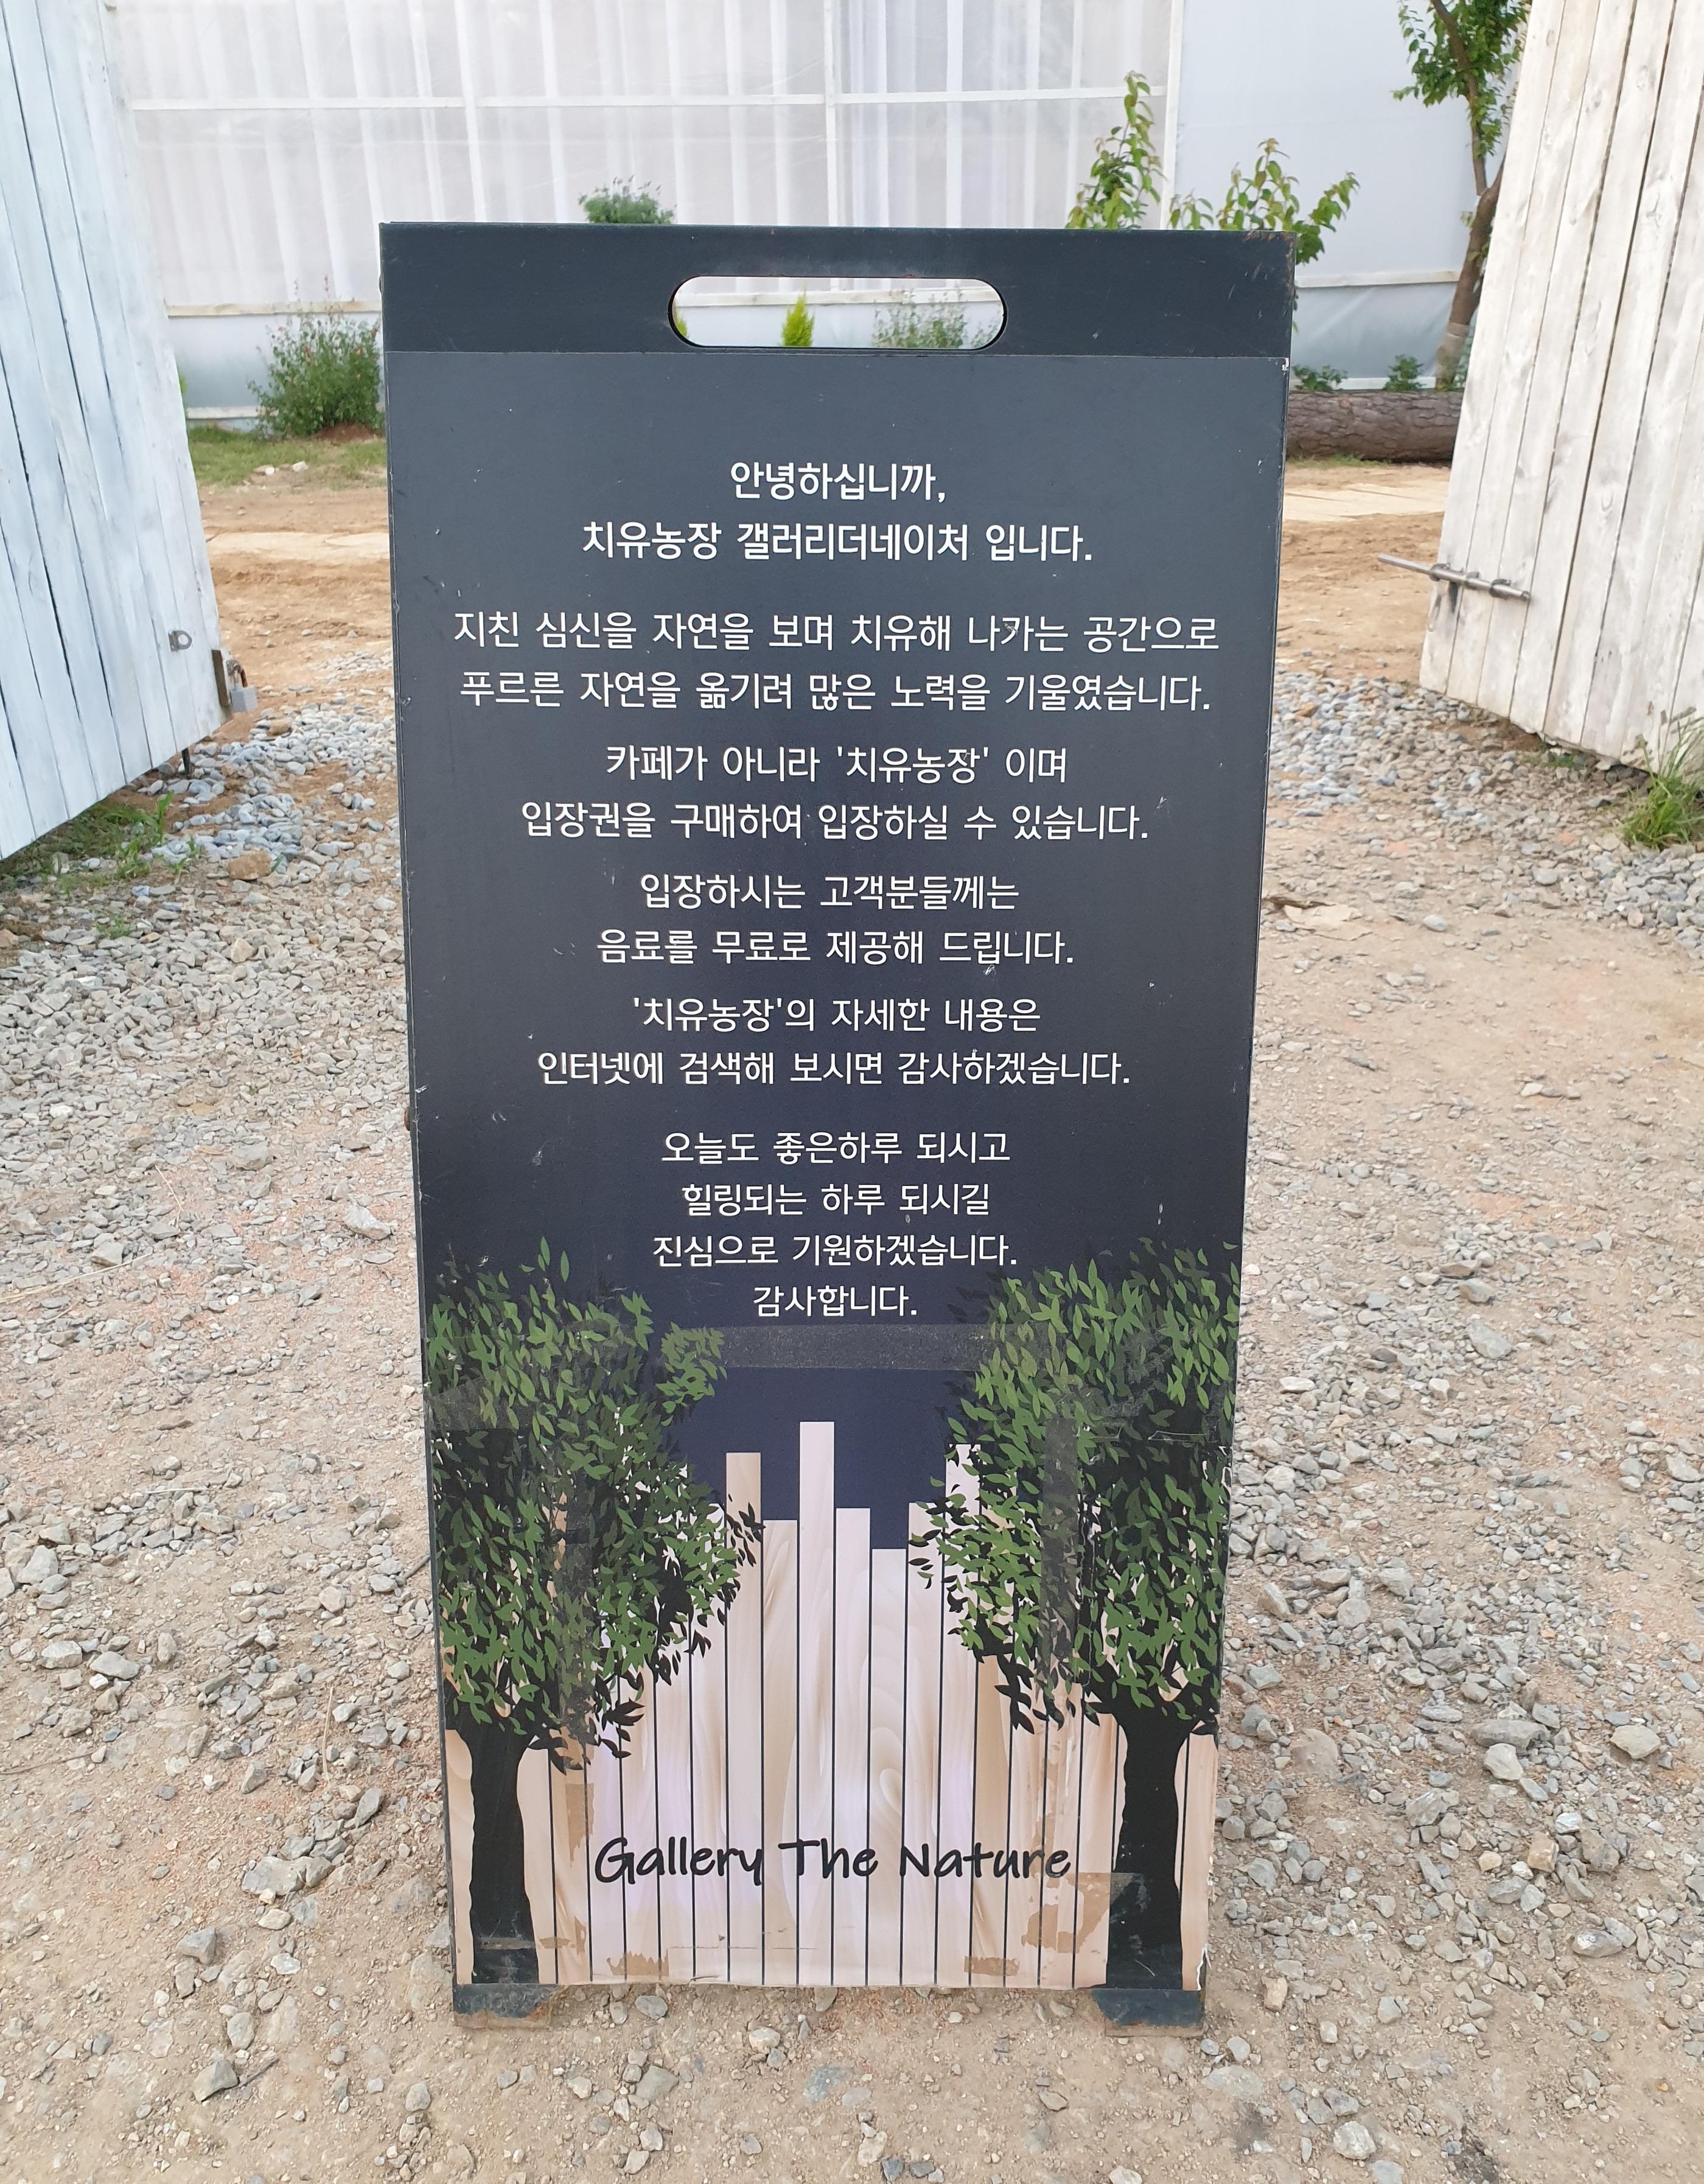 안녕하십니까,
치유농장 갤러리더네이처 입니다.
지친 심신을 자연을 보며 치유해 나가는 공간으로
푸르른 자연을 옮기려 많은 노력을 기울였습니다.
카페가 아니라 '치유농장' 이며
입장권을 구매하여 입장하실 수 있습니다.
입장하시는 고객분들께는
음료를 무료로 제공해 드립니다.
'치유농장'의 자세한 내용은
인터넷에 검색해 보시면 감사하겠습니다.
오늘도 좋은하루 되시고
힐링되는 하루 되시길
진심으로 기원하겠습니다.
감사합니다.
Gallery The Nature